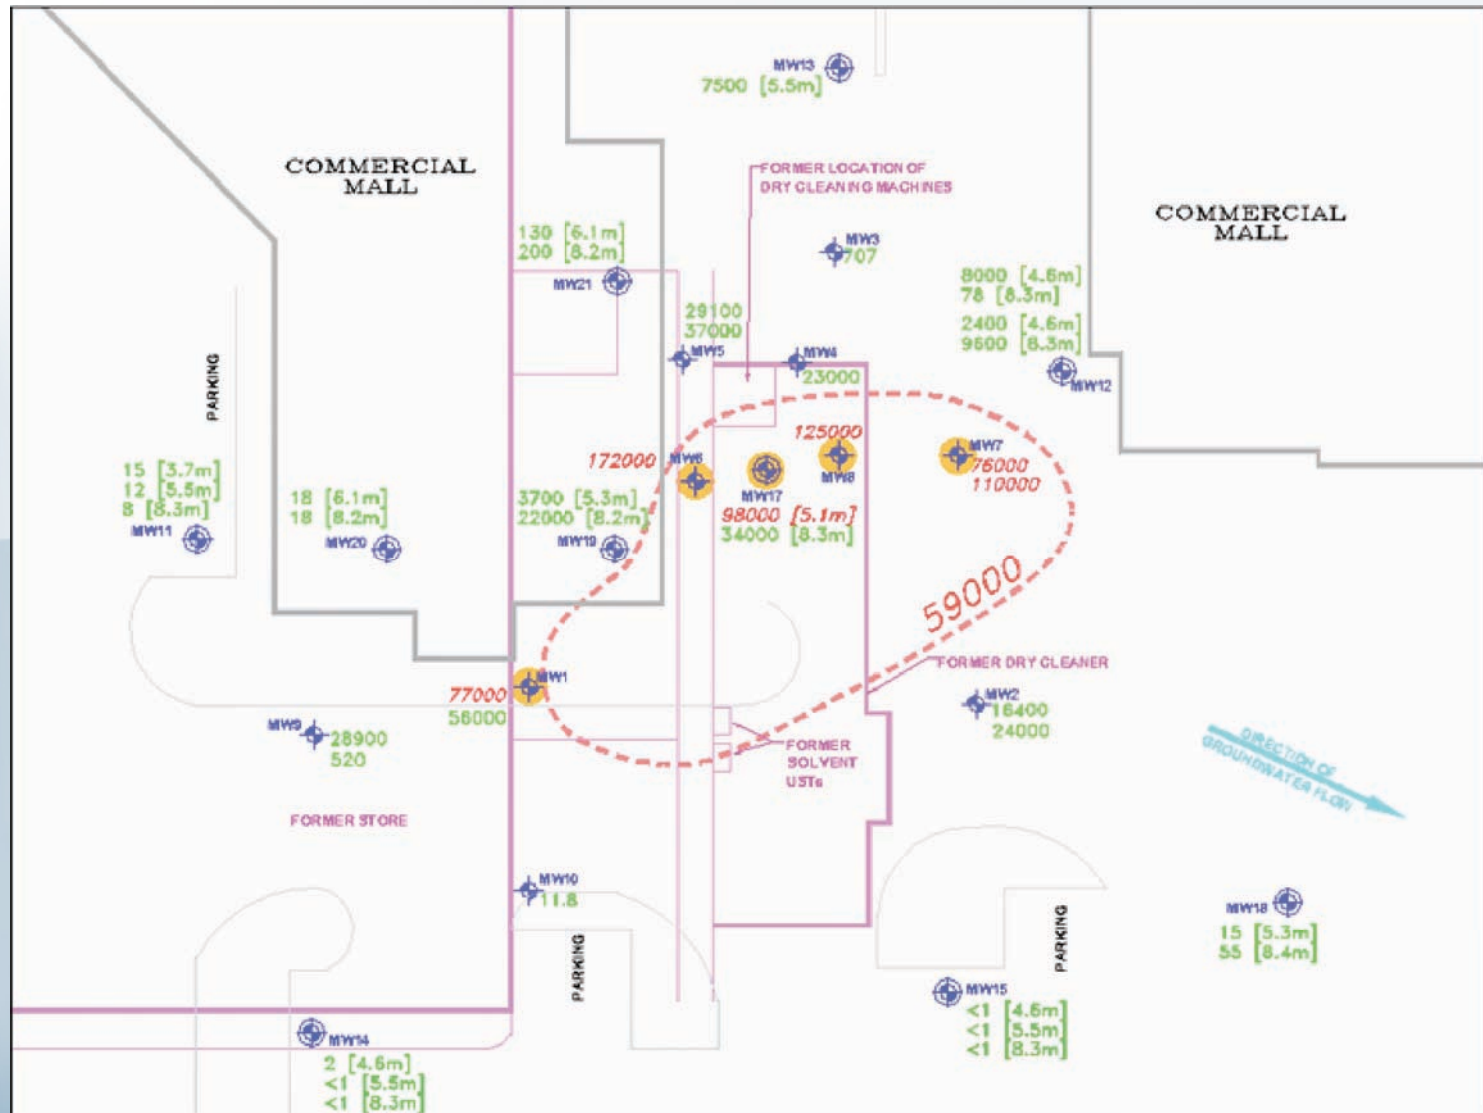 MW13
7500 [5.5m]
COMMERCIAL
MALL
FORMER LOCATION OF
DRY CLEANING MACHINES
COMMERCIAL
MALL
130 [6.1m]
200 [8.2m]
MW21
MW3
707
8000 [4.6m]
78 [8.3m]
2400 [4.6m]
9600 [8.3m]
MW12
29100
37000
MW5
MW4
23000
PARKING
125000
MW8
MW7
76000
110000
172000
MW6
MW17
98000 [5.1m]
34000 [8.3m]
15 [3.7m]
12 [5.5m]
8 [8.3m]
MW11
18 [6.1m]
18 [8.2m]
MW20
3700 [5.3m]
22000 [8.2m]
MW19
59000
FORMER DRY CLEANER
MW1
77000
56000
MW2
16400
24000
MW9
28900
520
FORMER
SOLVENT
USTs
DIRECTION OF
GROUNDWATER FLOW
FORMER STORE
MW10
11.8
PARKING
PARKING
MW18
15 [5.3m]
55 [8.4m]
MW15
<1 [4.6m]
<1 [5.5m]
<1 [8.3m]
MW14
2 [4.6m]
<1 [5.5m]
<1 [8.3m]